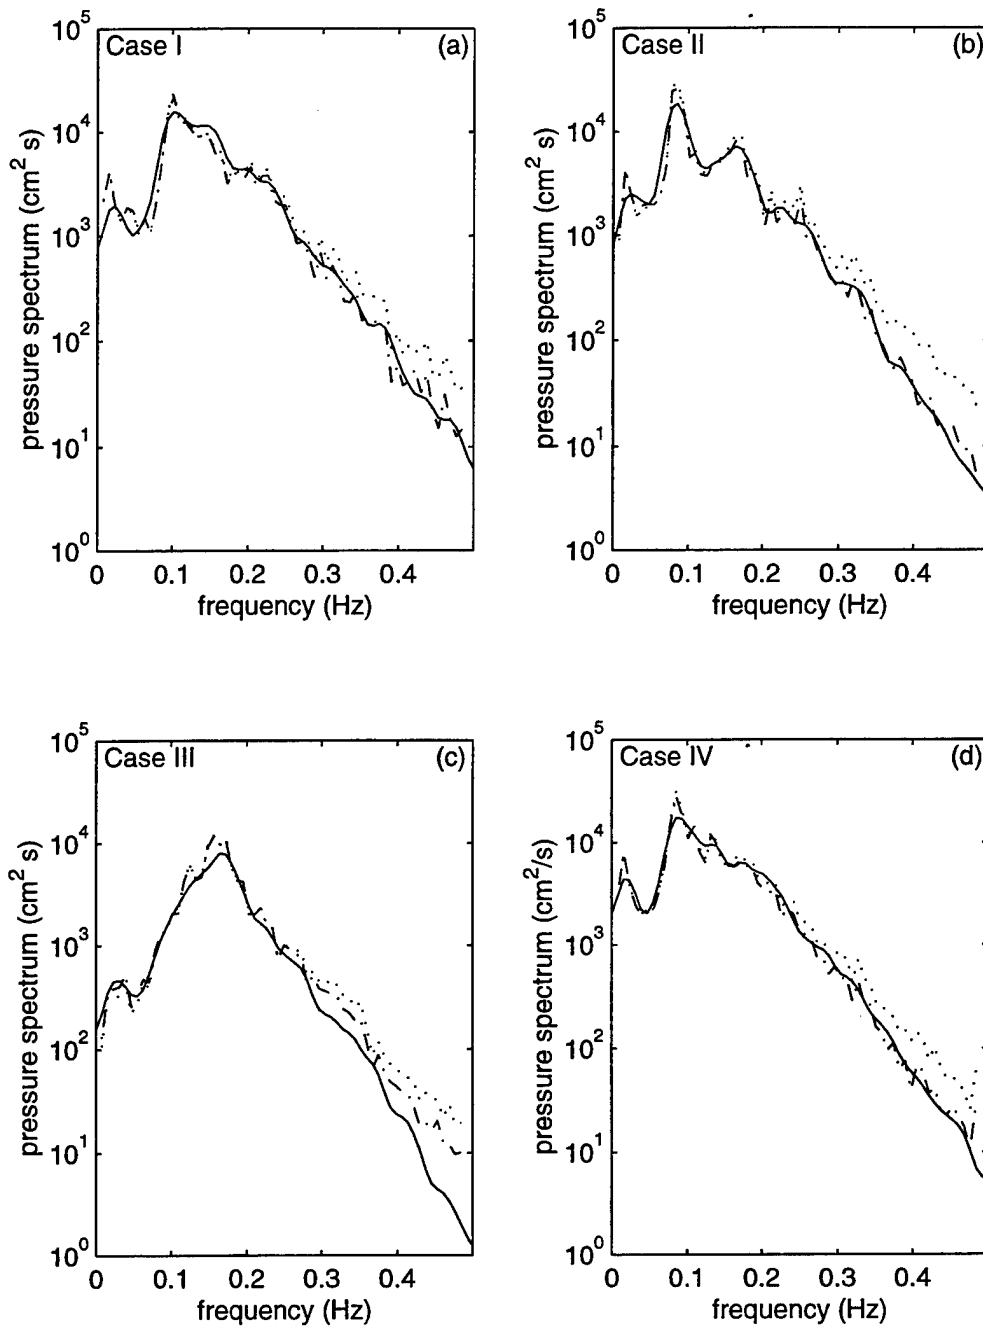 10^5
Case I
(a)
10^4
10^3
10^2
10^1
10^0
pressure spectrum (cm^2 s)
0 0.1 0.2 0.3 0.4
frequency (Hz)
10^5
Case II
(b)
10^4
10^3
10^2
10^1
10^0
pressure spectrum (cm^2 s)
0 0.1 0.2 0.3 0.4
frequency (Hz)
10^5
Case III
(c)
10^4
10^3
10^2
10^1
10^0
pressure spectrum (cm^2 s)
0 0.1 0.2 0.3 0.4
frequency (Hz)
10^5
Case IV
(d)
10^4
10^3
10^2
10^1
10^0
pressure spectrum (cm^2/s)
0 0.1 0.2 0.3 0.4
frequency (Hz)